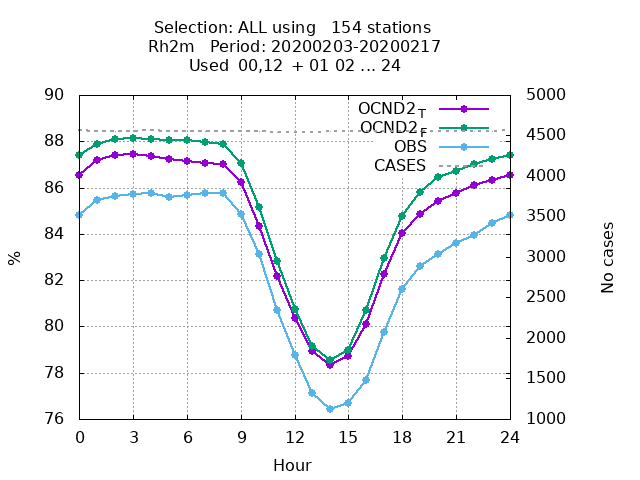 Selection: ALL using 154 stations
Rh2m Period: 20200203-20200217
Used 00,12 + 01 02 ... 24
90 5000
OCND2T
OCND2F
OBS
CASES
88 4500
86 4000
84 3500
82 3000
80 2500
78 2000
76 1500
1000
%
No cases
0 3 6 9 12 15 18 21 24
Hour